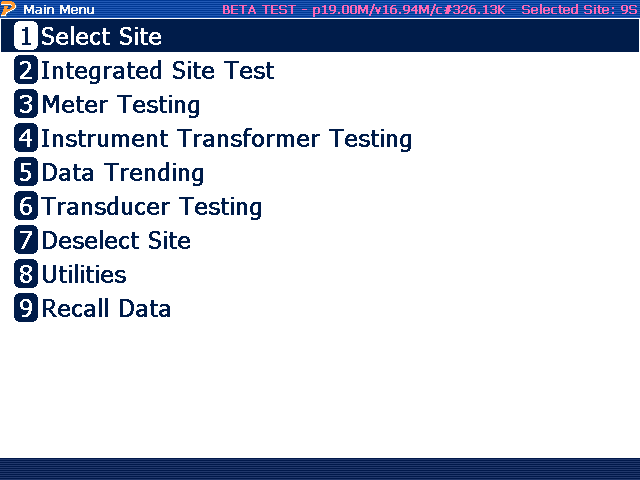 Main Menu BETA TEST - p19.00M/v16.94M/c#326.13K - Selected Site: 9S
1 Select Site
2 Integrated Site Test
3 Meter Testing
4 Instrument Transformer Testing
5 Data Trending
6 Transducer Testing
7 Deselect Site
8 Utilities
9 Recall Data